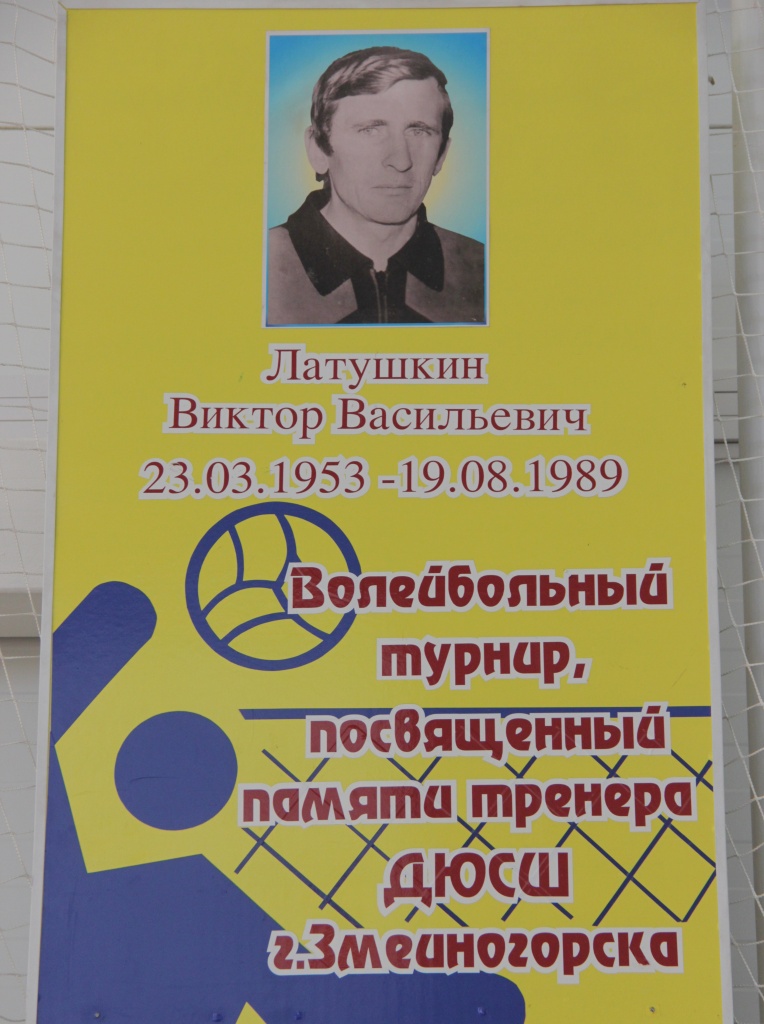 Латушкин
Виктор Васильевич
23.03.1953 -19.08.1989
Волейбольный
турнир,
посвященный
памяти тренера
ДЮСШ
г.Змеиногорска